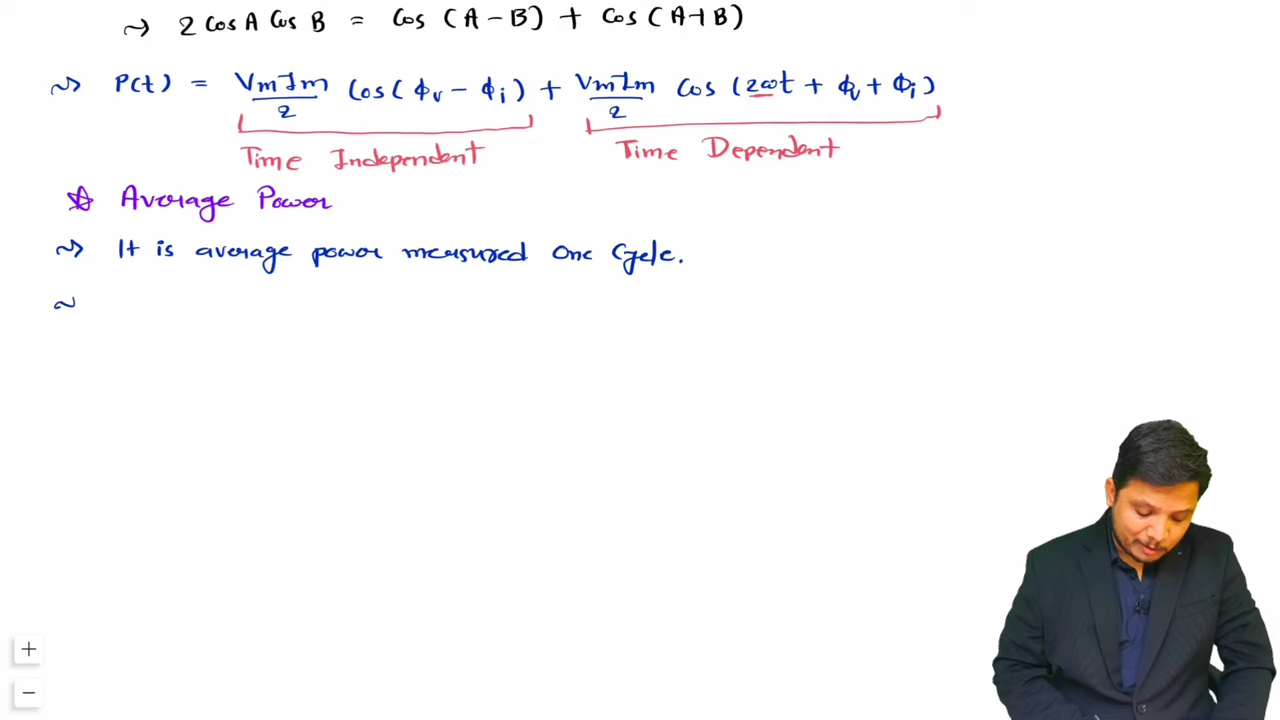 ~> 2 Cos A Cos B = Cos (A - B) + Cos (A + B)
~> P(t) = VmIm/2 Cos (ϕv - ϕi) + VmIm/2 Cos (2ωt + ϕv + ϕi)
Time Independent Time Dependent
☆ Average Power
~> It is average power measured one Cycle.
~
+
−